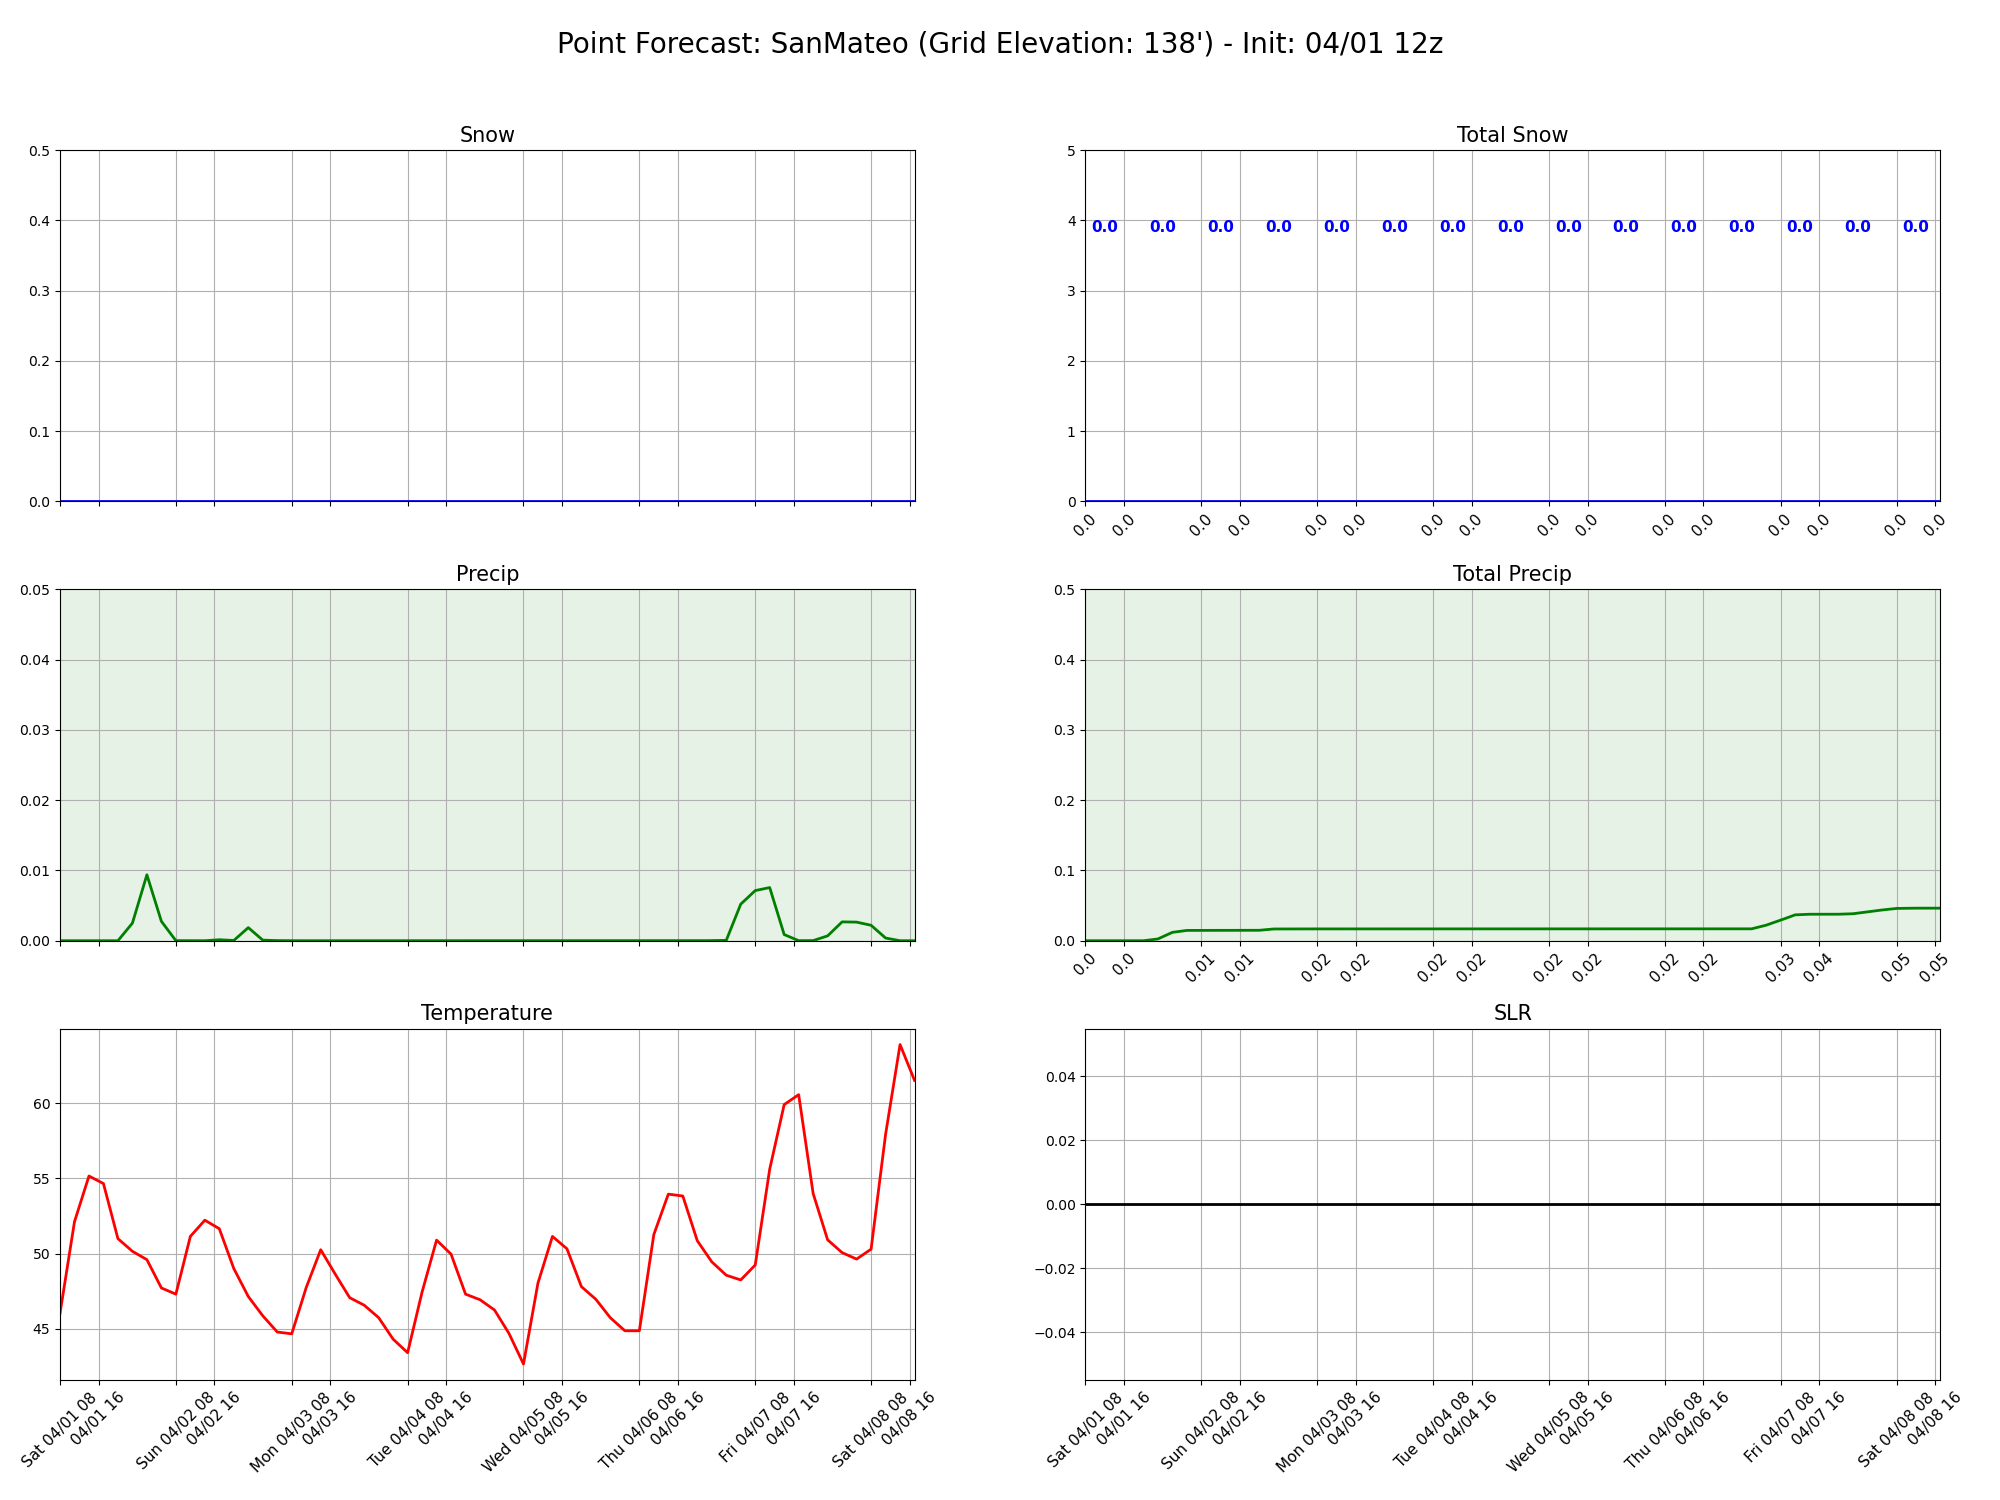 Point Forecast: SanMateo (Grid Elevation: 138') - Init: 04/01 12z
Snow
0.5
0.4
0.3
0.2
0.1
0.0
Total Snow
5
4
3
2
1
0
0.0 0.0 0.0 0.0 0.0 0.0 0.0 0.0 0.0 0.0 0.0 0.0 0.0 0.0 0.0
0.0 0.0 0.0 0.0 0.0 0.0 0.0 0.0 0.0 0.0 0.0 0.0 0.0 0.0 0.0 0.0
Precip
0.05
0.04
0.03
0.02
0.01
0.00
Total Precip
0.5
0.4
0.3
0.2
0.1
0.0
0.0 0.0 0.01 0.01 0.02 0.02 0.02 0.02 0.02 0.02 0.02 0.02 0.03 0.04 0.05 0.05
Temperature
60
55
50
45
Sat 04/01 08
04/01 16
Sun 04/02 08
04/02 16
Mon 04/03 08
04/03 16
Tue 04/04 08
04/04 16
Wed 04/05 08
04/05 16
Thu 04/06 08
04/06 16
Fri 04/07 08
04/07 16
Sat 04/08 08
04/08 16
SLR
0.04
0.02
0.00
−0.02
−0.04
Sat 04/01 08
04/01 16
Sun 04/02 08
04/02 16
Mon 04/03 08
04/03 16
Tue 04/04 08
04/04 16
Wed 04/05 08
04/05 16
Thu 04/06 08
04/06 16
Fri 04/07 08
04/07 16
Sat 04/08 08
04/08 16